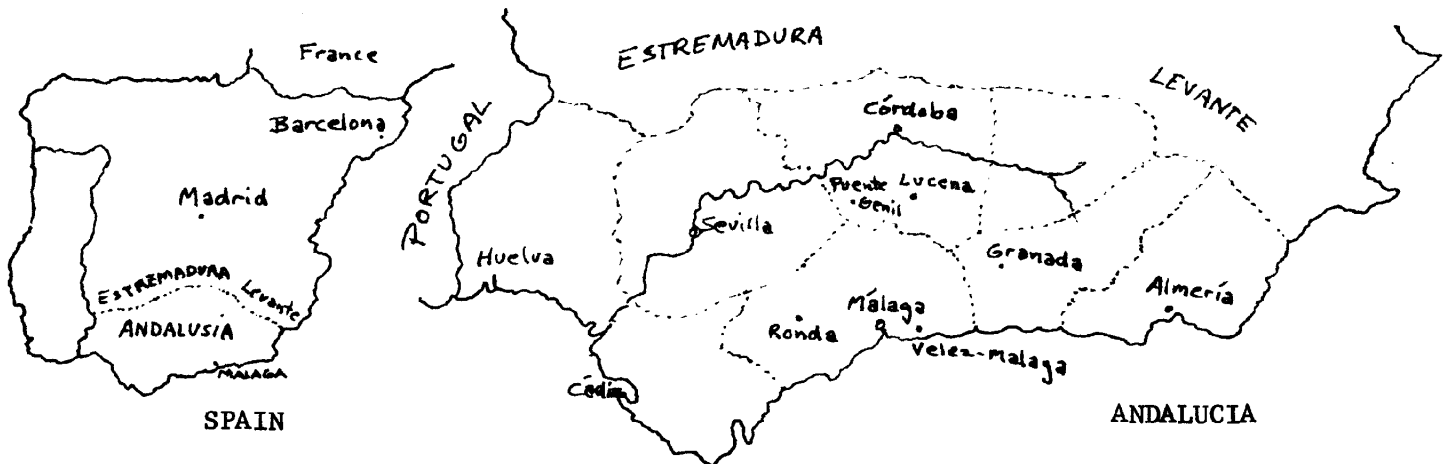 France
Barcelona
Madrid
ESTREMADURA
Levante
ANDALUSIA
MALAGA
SPAIN
PORTUGAL
ESTREMADURA
LEVANTE
Córdoba
Puente
Genil
Lucena
Sevilla
Huelva
Granada
Almería
Málaga
Ronda
Velez-Malaga
Cádiz
ANDALUCIA